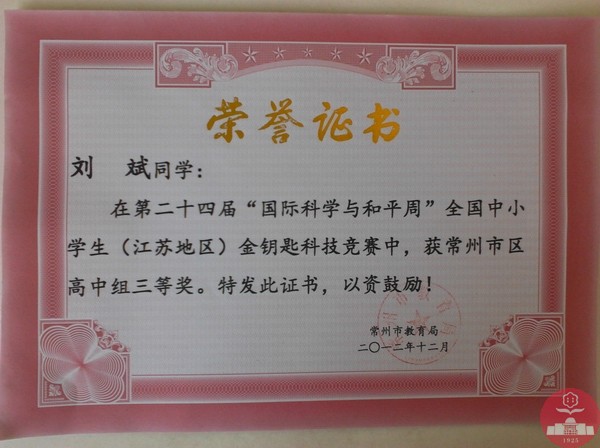 荣誉证书
刘 斌同学：
在第二十四届“国际科学与和平周”全国中小
学生（江苏地区）金钥匙科技竞赛中，获常州市区
高中组三等奖。特发此证书，以资鼓励！
常州市教育局
二〇一二年十二月
1925